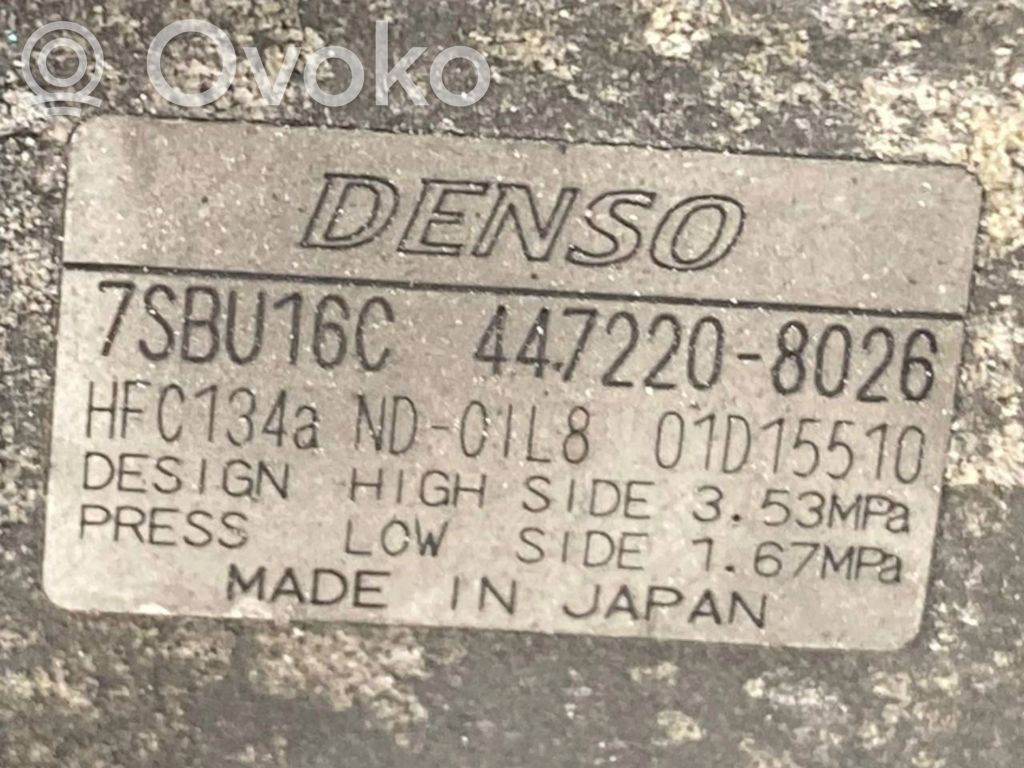 Ovoko
DENSO
7SBU16C 447220-8026
HFC134a ND-OIL8 01D15510
DESIGN HIGH SIDE 3.53MPa
PRESS LOW SIDE 1.67MPa
MADE IN JAPAN